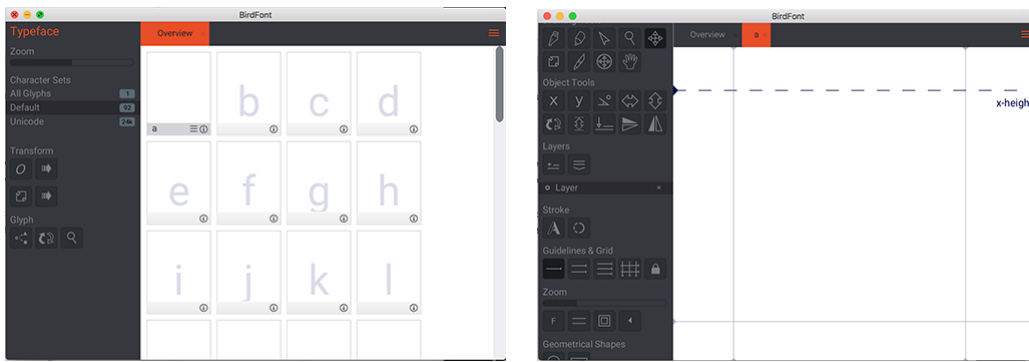 BirdFont
Typeface
Overview
Zoom
Character Sets
All Glyphs 1
Default 92
Unicode 24k
Transform
Glyph
a
b c d
e f g h
i j k l
BirdFont
Overview a
Object Tools
x y
Layers
Layer
Stroke
A
Guidelines & Grid
Zoom
F
Geometrical Shapes
x-heigh